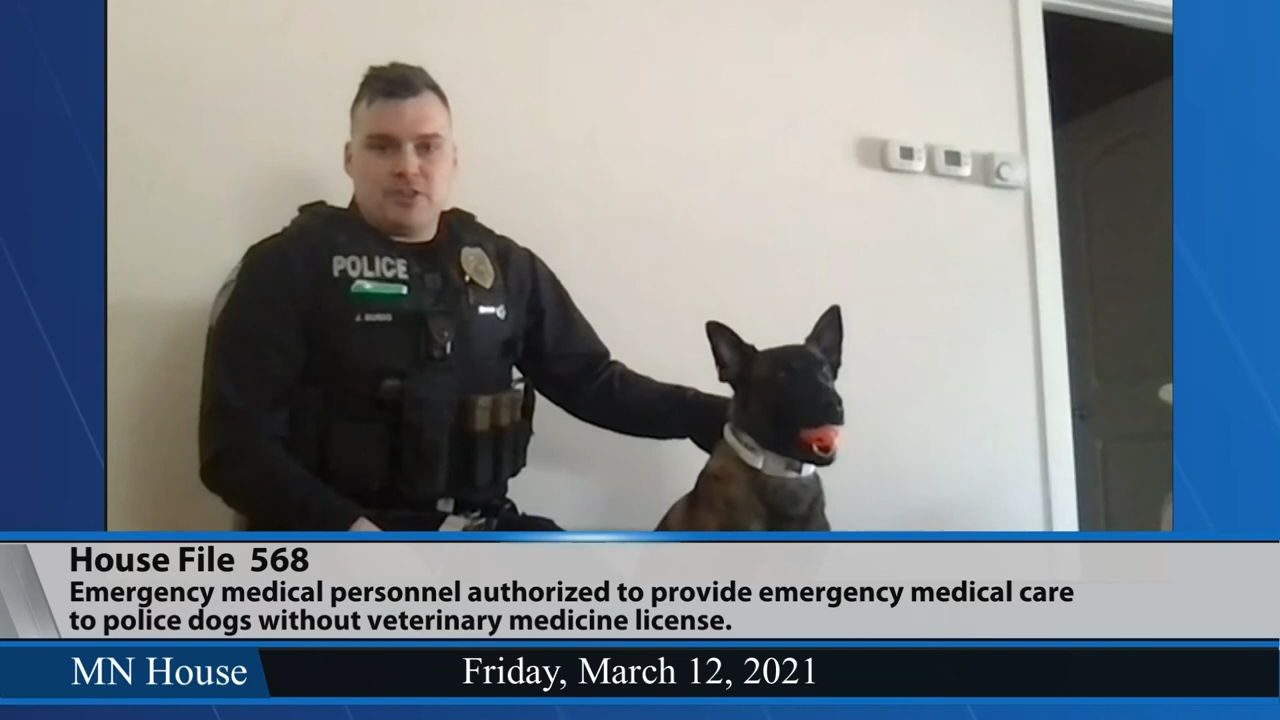 POLICE
House File 568
Emergency medical personnel authorized to provide emergency medical care
to police dogs without veterinary medicine license.
MN House
Friday, March 12, 2021